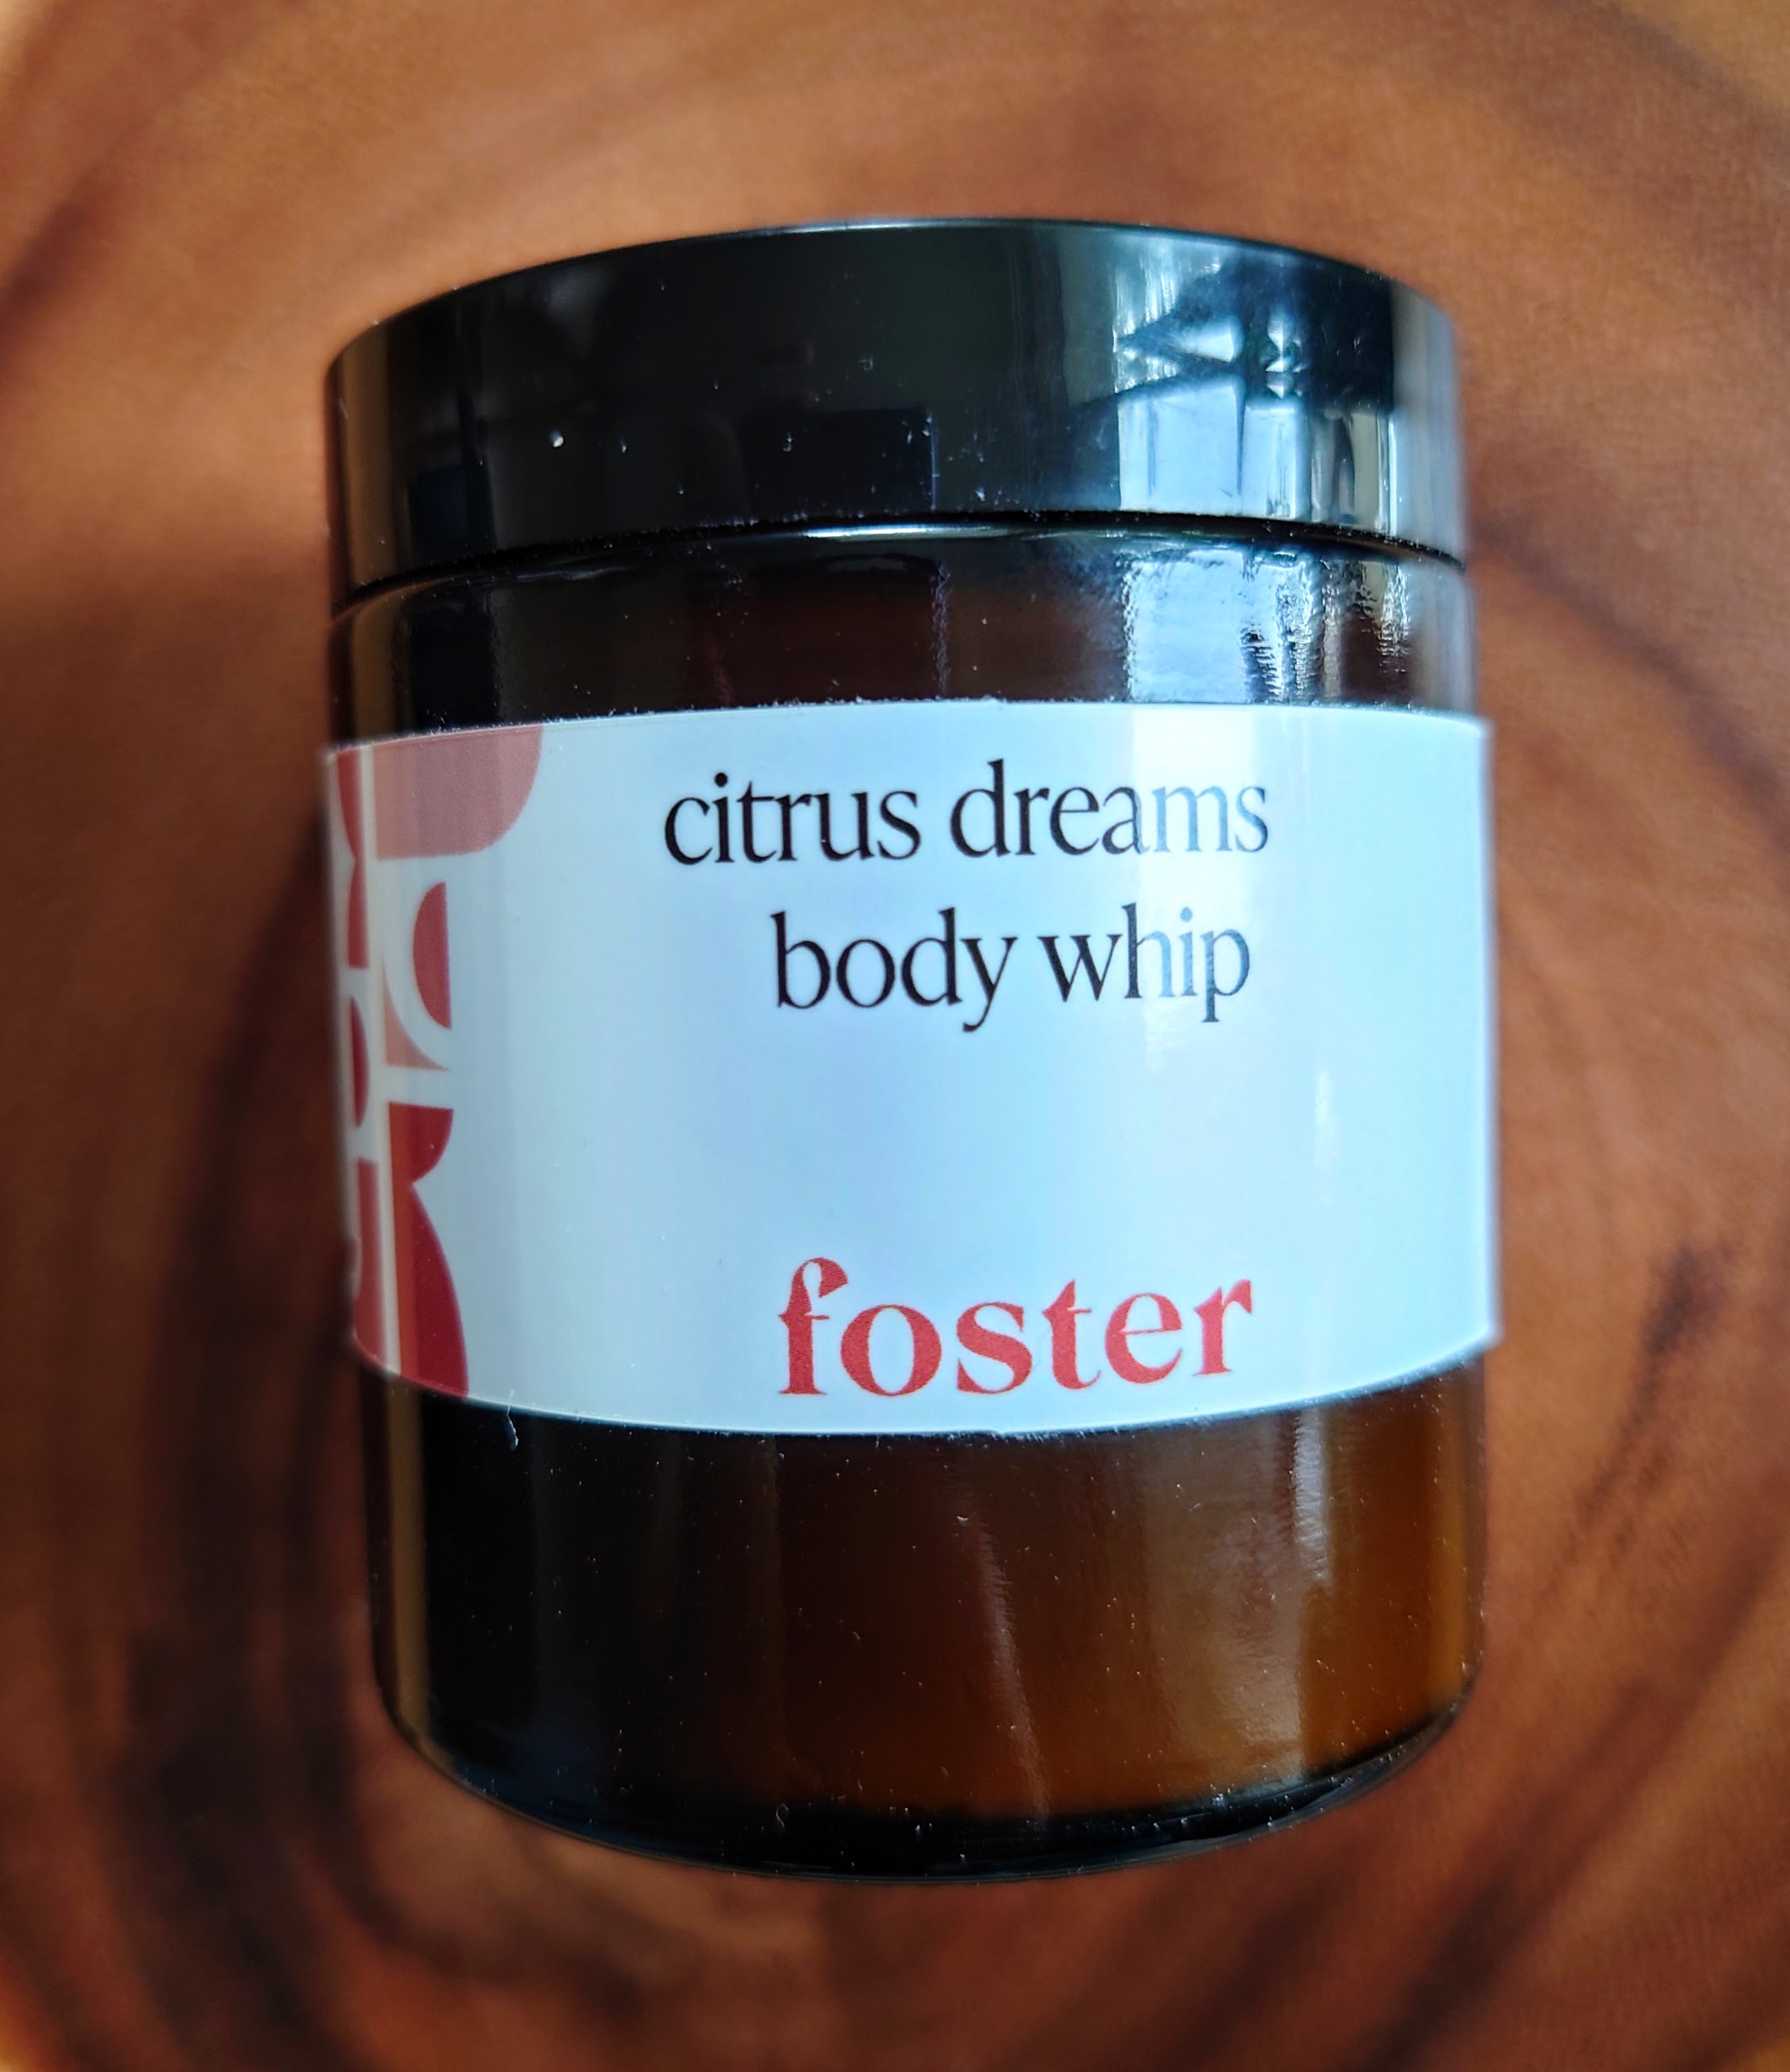 citrus dreams
body whip
foster